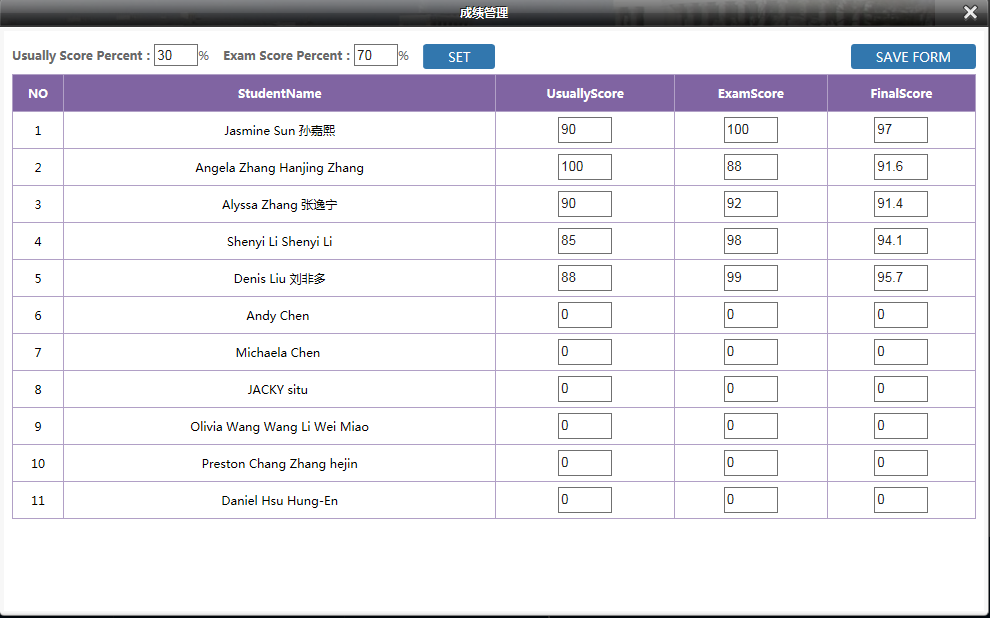 成绩管理
Usually Score Percent : 30 % Exam Score Percent : 70 % SET SAVE FORM
NO StudentName UsuallyScore ExamScore FinalScore
1 Jasmine Sun 孙嘉熙 90 100 97
2 Angela Zhang Hanjing Zhang 100 88 91.6
3 Alyssa Zhang 张逸宁 90 92 91.4
4 Shenyi Li Shenyi Li 85 98 94.1
5 Denis Liu 刘非多 88 99 95.7
6 Andy Chen 0 0 0
7 Michaela Chen 0 0 0
8 JACKY situ 0 0 0
9 Olivia Wang Wang Li Wei Miao 0 0 0
10 Preston Chang Zhang hejin 0 0 0
11 Daniel Hsu Hung-En 0 0 0